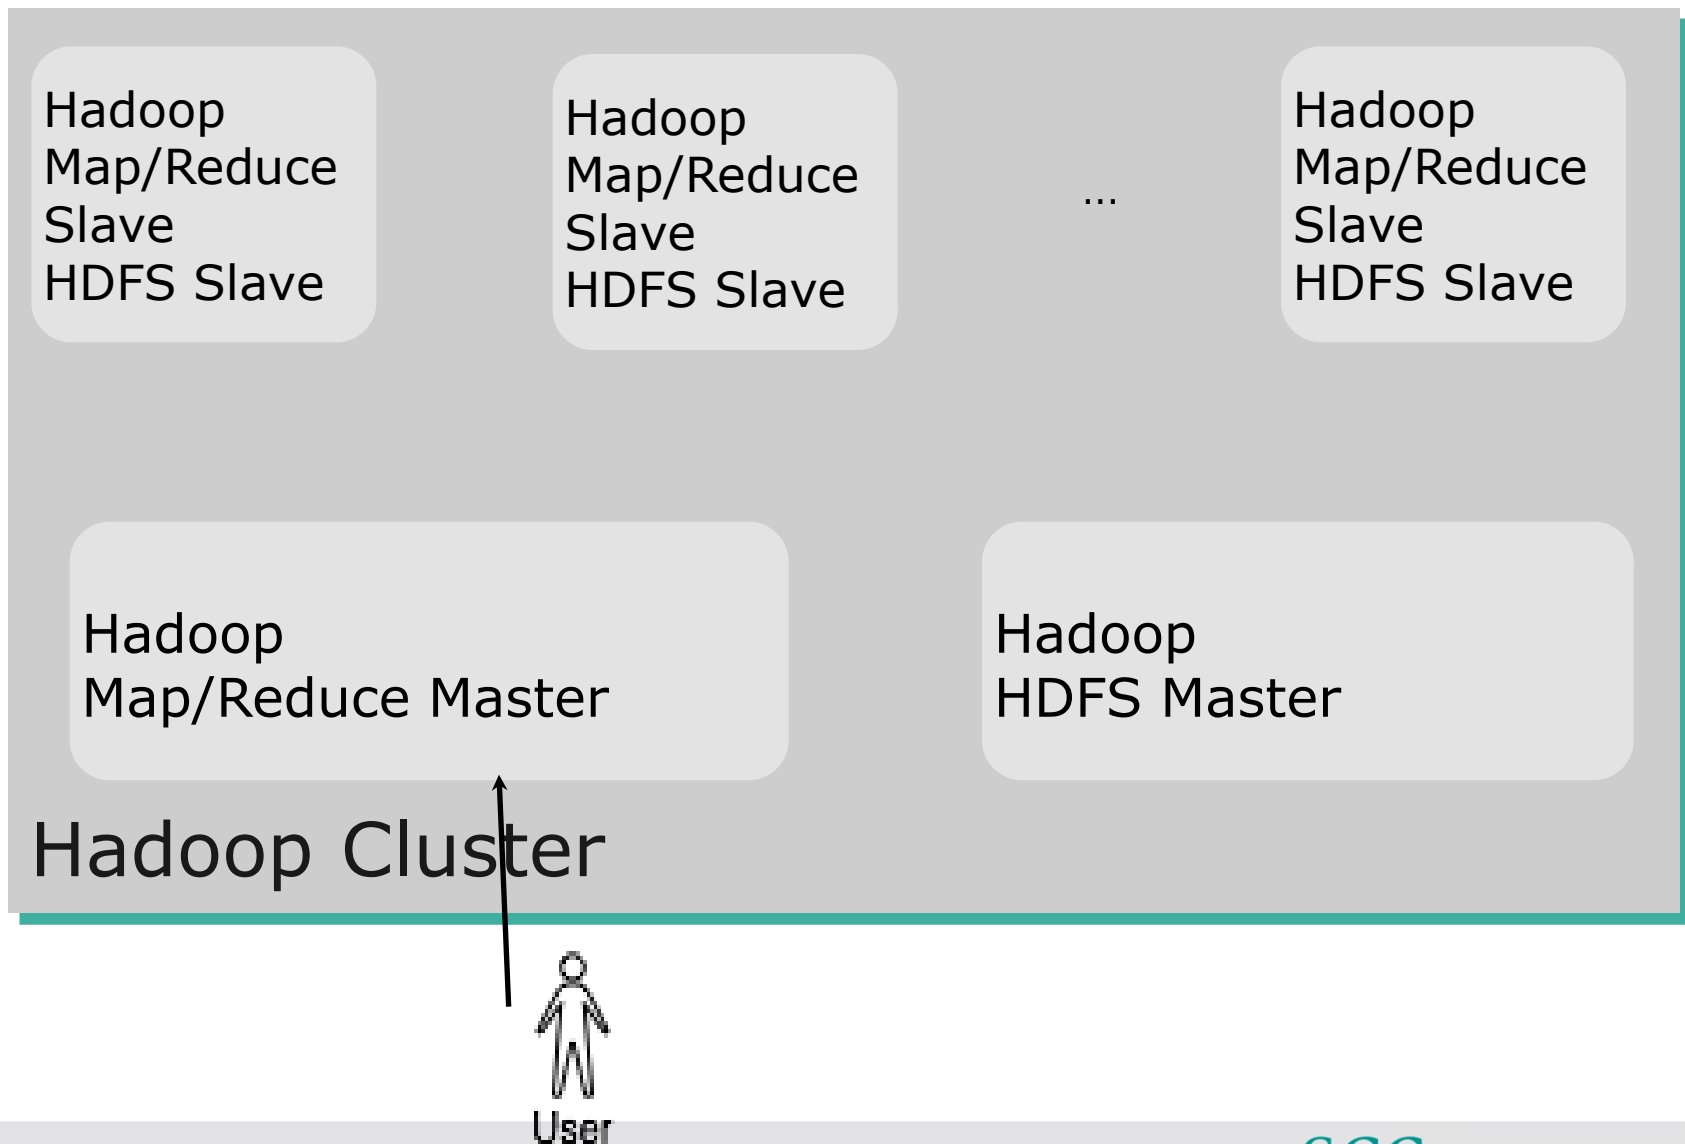 Hadoop
Map/Reduce
Slave
HDFS Slave
Hadoop
Map/Reduce
Slave
HDFS Slave
...
Hadoop
Map/Reduce
Slave
HDFS Slave
Hadoop
Map/Reduce Master
Hadoop
HDFS Master
Hadoop Cluster
User